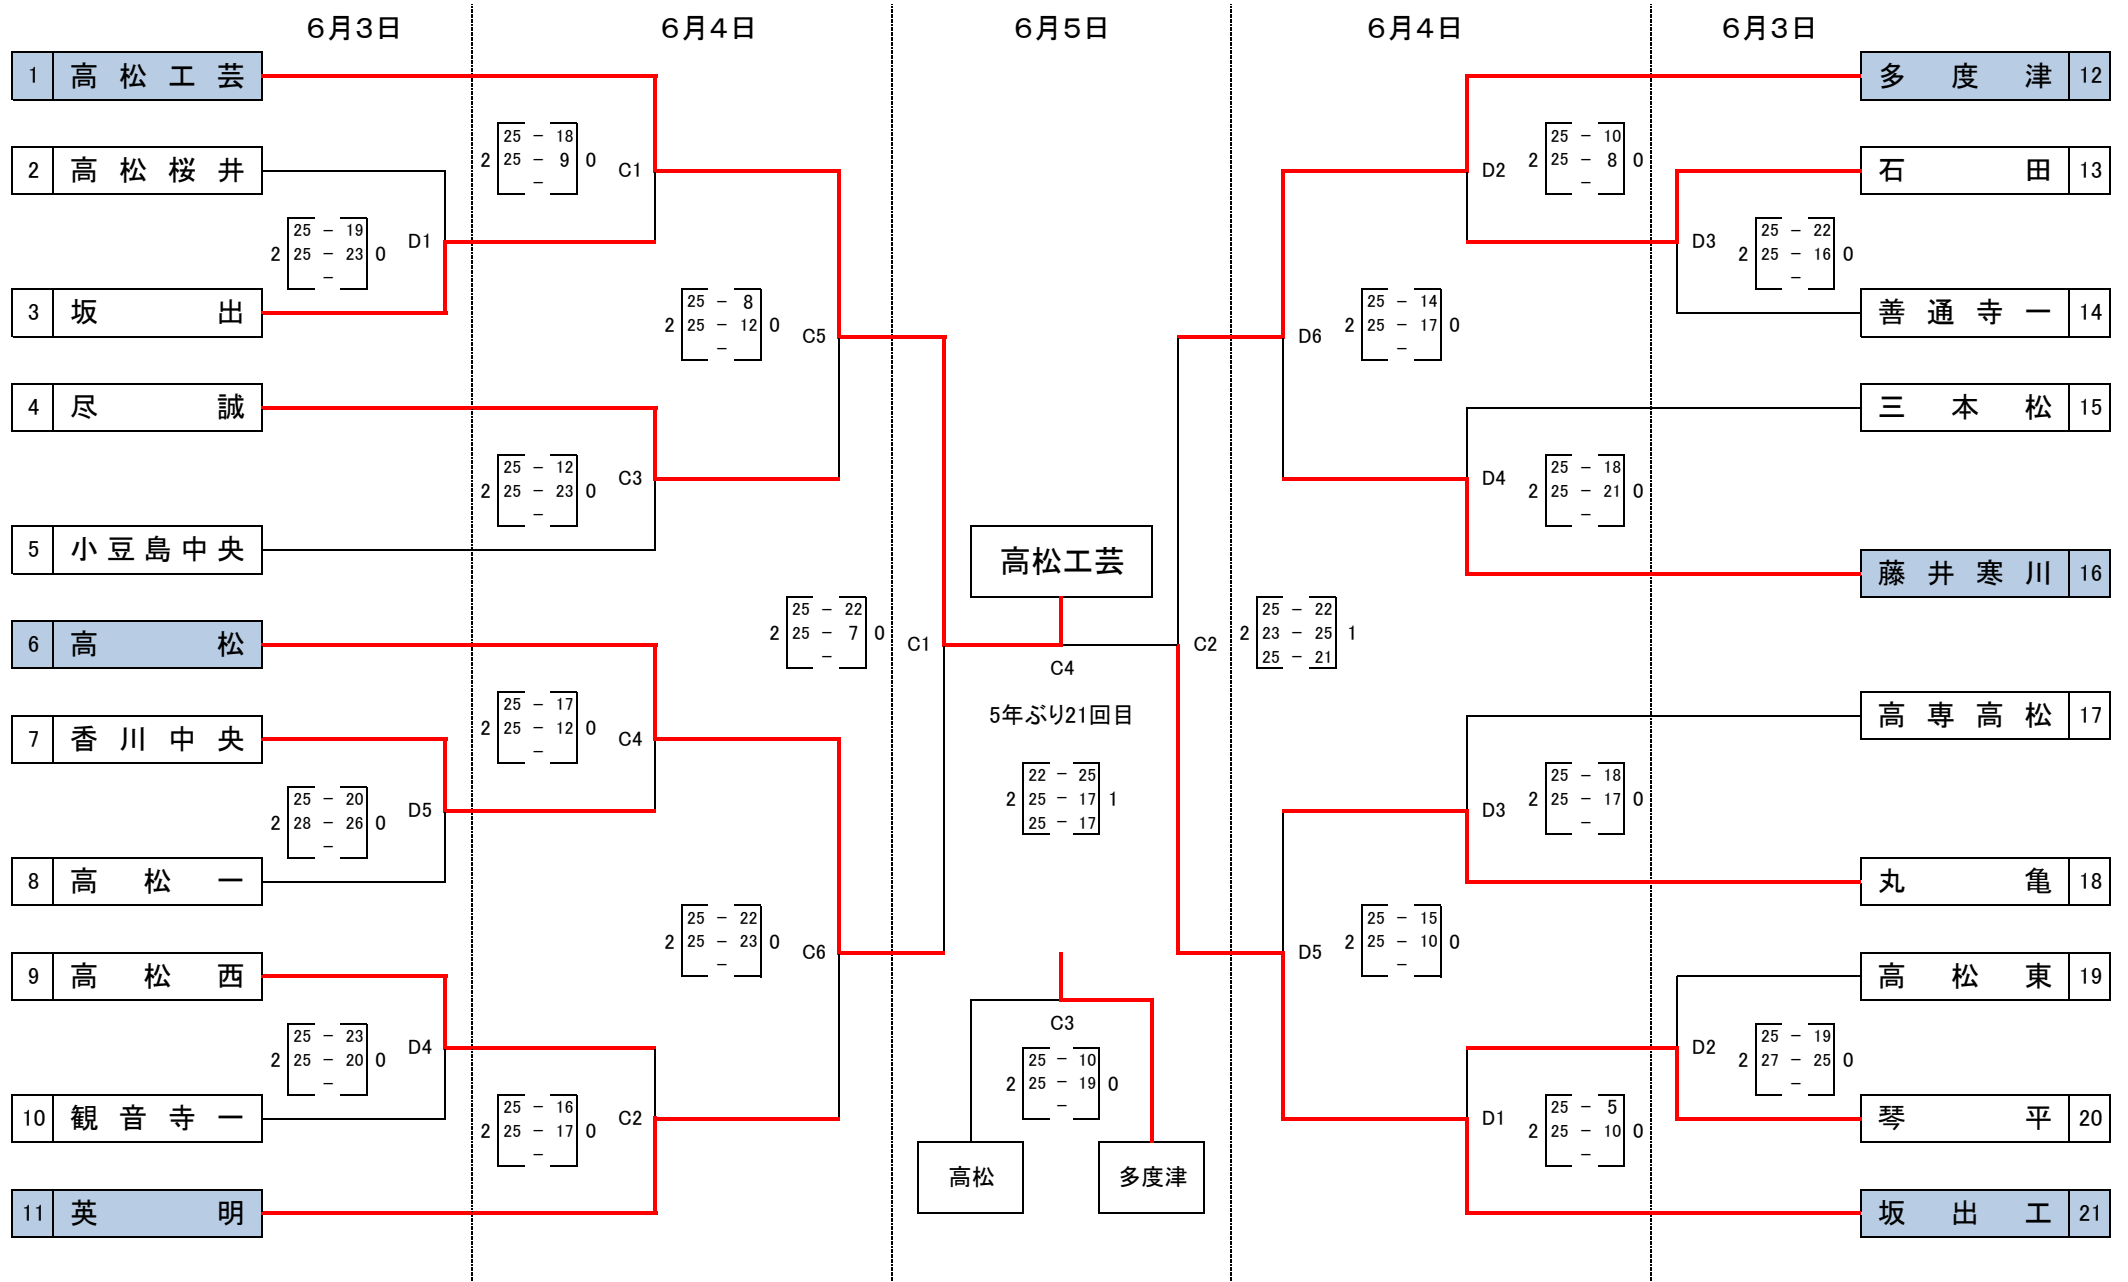 6月3日
6月4日
6月5日
6月4日
6月3日
1 高松工芸
2 高松桜井
3 坂出
4 尽誠
5 小豆島中央
6 高松
7 香川中央
8 高松一
9 高松西
10 観音寺一
11 英明
D1
2 0
25 - 19
25 - 23
-
D5
2 0
25 - 20
28 - 26
-
D4
2 0
25 - 23
25 - 20
-
C1
2 0
25 - 18
25 - 9
-
C3
2 0
25 - 12
25 - 23
-
C4
2 0
25 - 17
25 - 12
-
C2
2 0
25 - 16
25 - 17
-
C5
2 0
25 - 8
25 - 12
-
C6
2 0
25 - 22
25 - 23
-
C1
2 0
25 - 22
25 - 7
-
高松工芸
C4
5年ぶり21回目
2 1
22 - 25
25 - 17
25 - 17
C3
2 0
25 - 10
25 - 19
-
高松
多度津
C2
2 1
25 - 22
23 - 25
25 - 21
D6
2 0
25 - 14
25 - 17
-
D5
2 0
25 - 15
25 - 10
-
D2
2 0
25 - 10
25 - 8
-
D4
2 0
25 - 18
25 - 21
-
D3
2 0
25 - 18
25 - 17
-
D1
2 0
25 - 5
25 - 10
-
D3
2 0
25 - 22
25 - 16
-
D2
2 0
25 - 19
27 - 25
-
多度津 12
石田 13
善通寺一 14
三本松 15
藤井寒川 16
高専高松 17
丸亀 18
高松東 19
琴平 20
坂出工 21